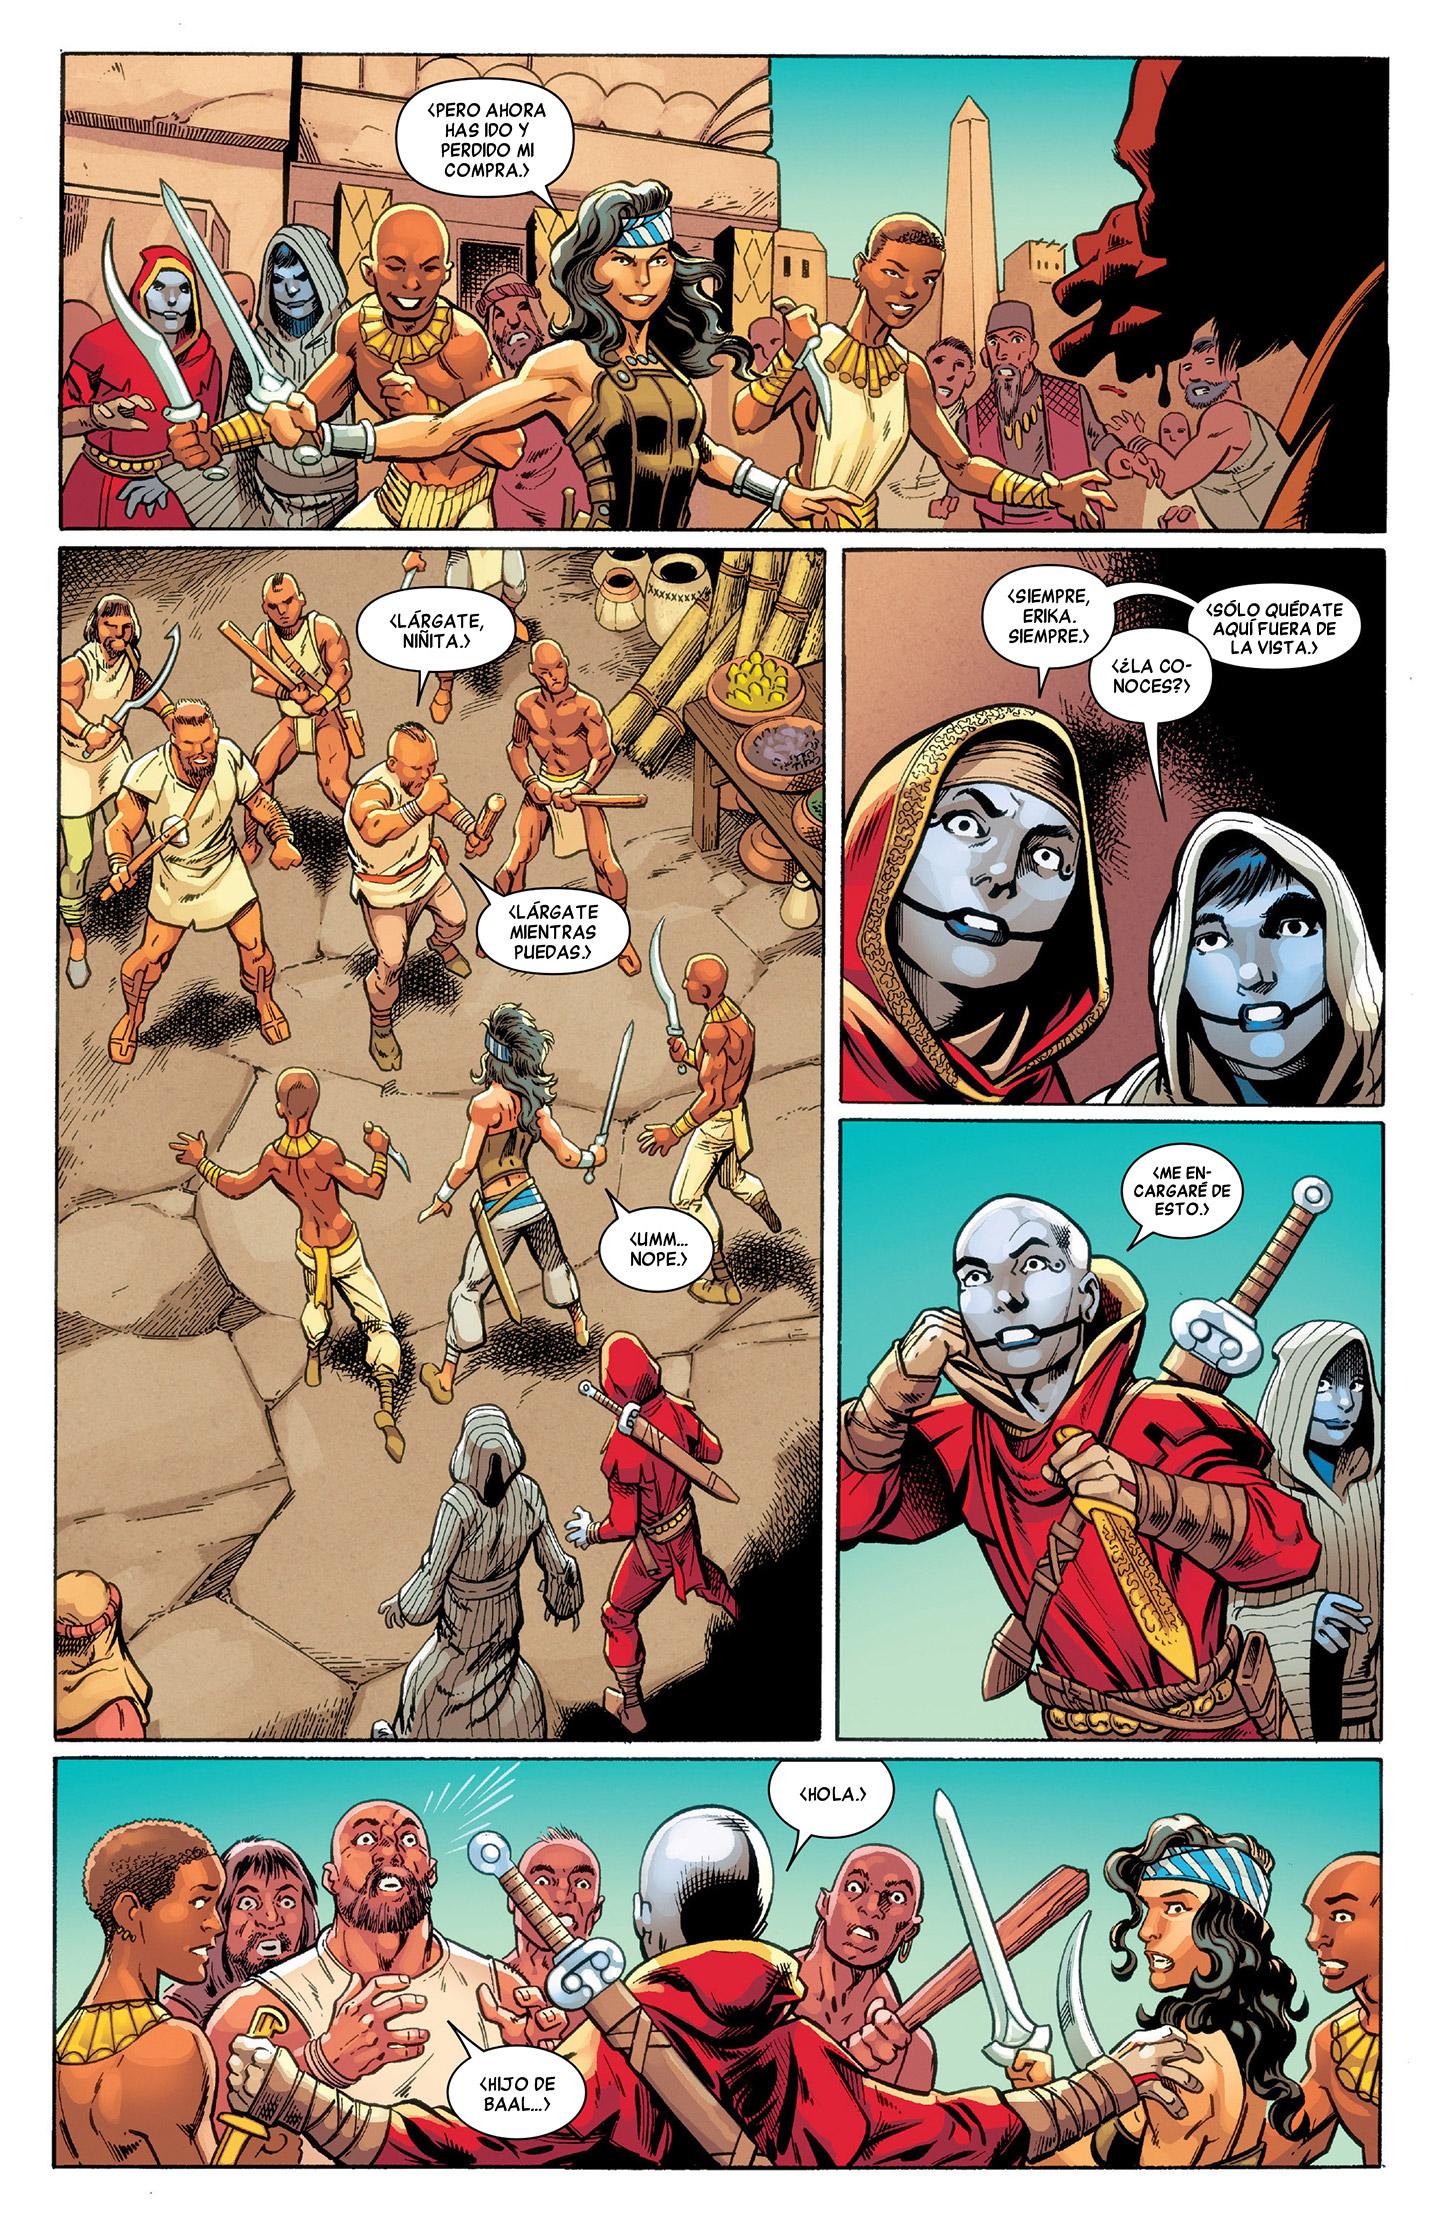 <PERO AHORA
HAS IDO Y
PERDIDO MI
COMPRA.>
<LÁRGATE,
NIÑITA.>
<LÁRGATE
MIENTRAS
PUEDAS.>
<UMM...
NOPE.>
<SIEMPRE,
ERIKA.
SIEMPRE.>
<¿LA CO-
NOCES?>
<SÓLO QUÉDATE
AQUÍ FUERA DE
LA VISTA.>
<ME EN-
CARGARÉ DE
ESTO.>
<HOLA.>
<HIJO DE
BAAL...>